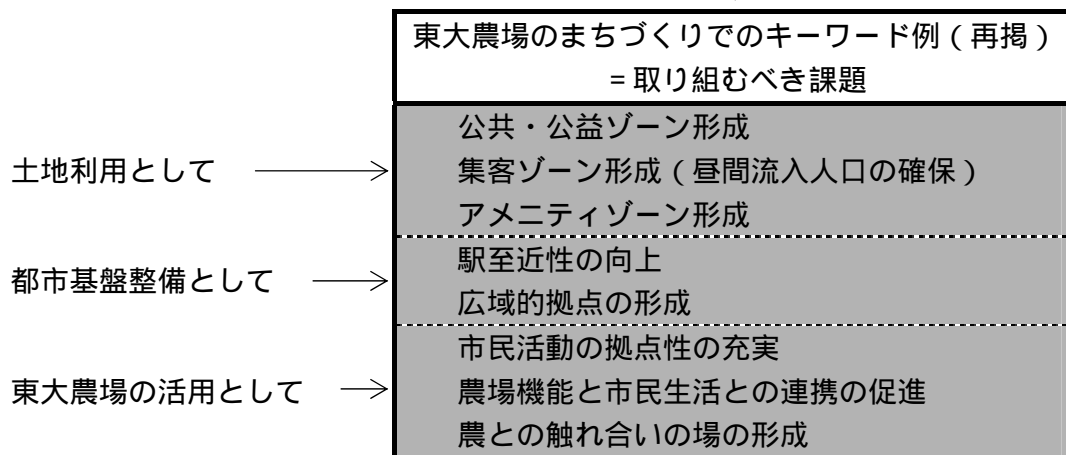 東大農場のまちづくりでのキーワード例（再掲）
＝取り組むべき課題
土地利用として
公共・公益ゾーン形成
集客ゾーン形成（昼間流入人口の確保）
アメニティゾーン形成
都市基盤整備として
駅至近性の向上
広域的拠点の形成
東大農場の活用として
市民活動の拠点性の充実
農場機能と市民生活との連携の促進
農との触れ合いの場の形成